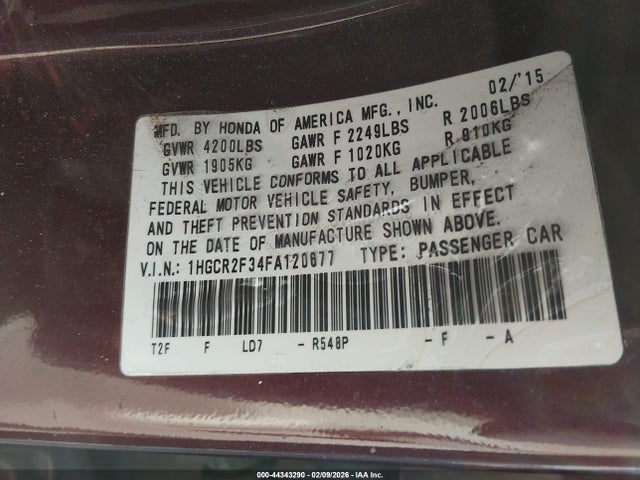 MFD. BY HONDA OF AMERICA MFG., INC. 02/'15
GVWR 4200LBS GAWR F 2249LBS R 2006LBS
GVWR 1905KG GAWR F 1020KG R 910KG
THIS VEHICLE CONFORMS TO ALL APPLICABLE
FEDERAL MOTOR VEHICLE SAFETY, BUMPER,
AND THEFT PREVENTION STANDARDS IN EFFECT
ON THE DATE OF MANUFACTURE SHOWN ABOVE.
V.I.N.: 1HGCR2F34FA120677 TYPE: PASSENGER CAR
T2F F LD7 - R548P - F - A
000-44343290 - 02/09/2026 - IAA Inc.